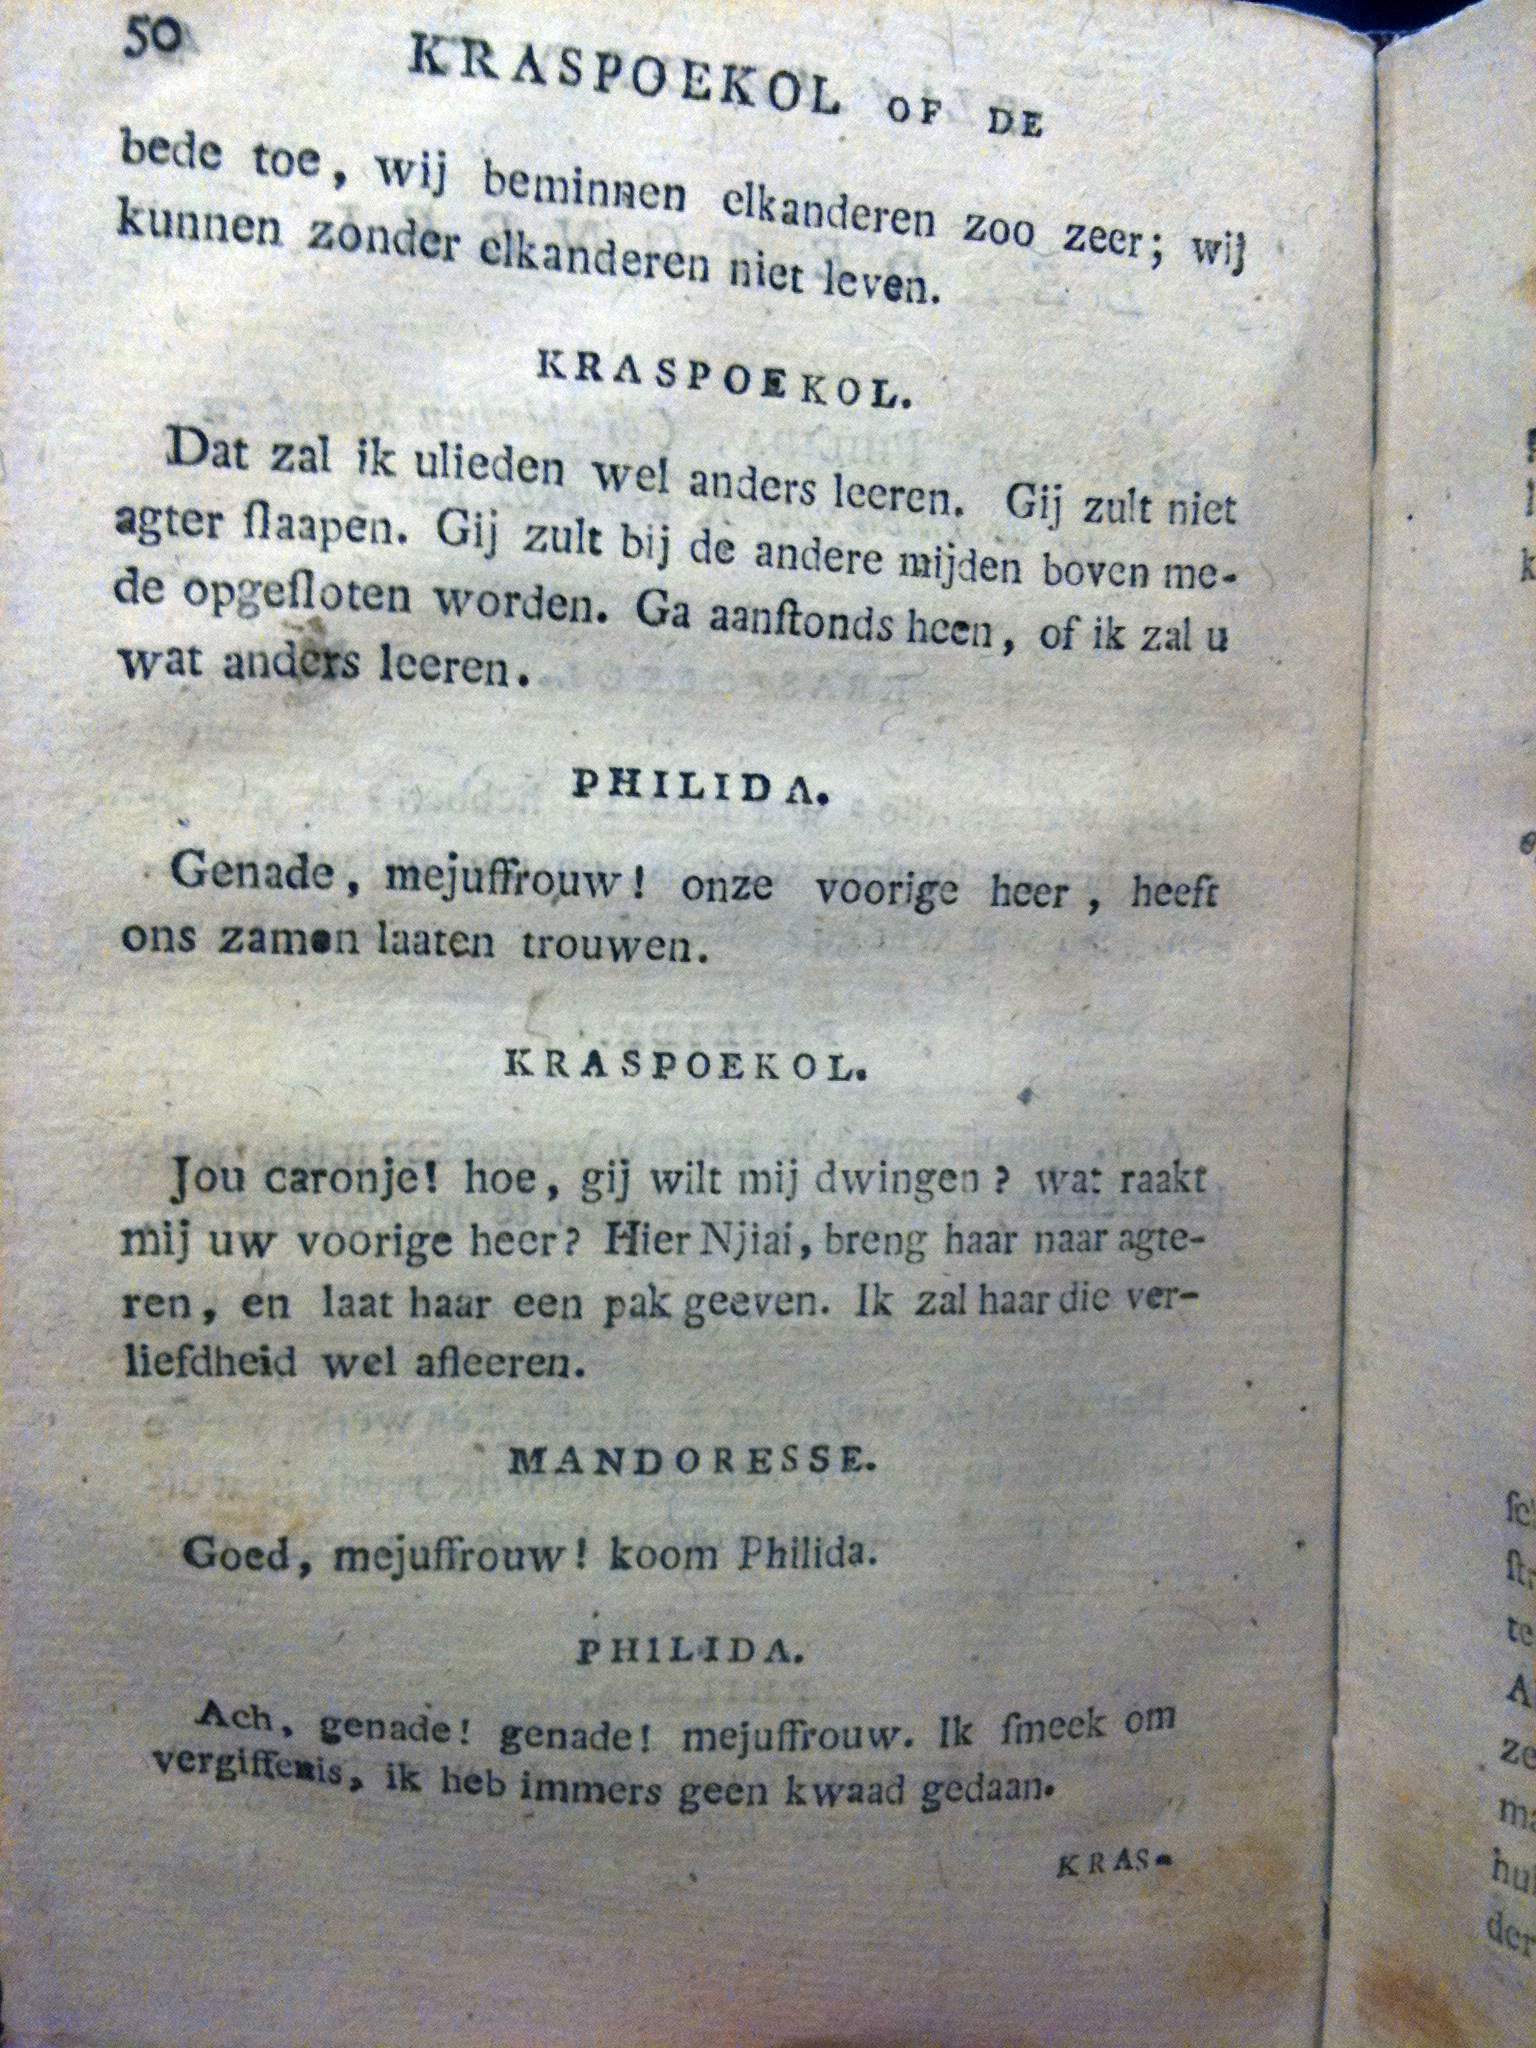 50 KRASPOEKOL OF DE
bede toe, wij beminnen elkanderen zoo zeer; wij
kunnen zonder elkanderen niet leven.
KRASPOEKOL.
Dat zal ik ulieden wel anders leeren. Gij zult niet
agter ſlaapen. Gij zult bij de andere mijden boven me-
de opgeſloten worden. Ga aanſtonds heen, of ik zal u
wat anders leeren.
PHILIDA.
Genade, mejuffrouw! onze voorige heer, heeft
ons zamen laaten trouwen.
KRASPOEKOL.
Jou caronje! hoe, gij wilt mij dwingen? wat raakt
mij uw voorige heer? Hier Njiai, breng haar naar agte-
ren, en laat haar een pak geeven. Ik zal haar die ver-
liefdheid wel afleeren.
MANDORESSE.
Goed, mejuffrouw! koom Philida.
PHILIDA.
Ach, genade! genade! mejuffrouw. Ik ſmeek om
vergiffenis, ik heb immers geen kwaad gedaan.
KRAS-